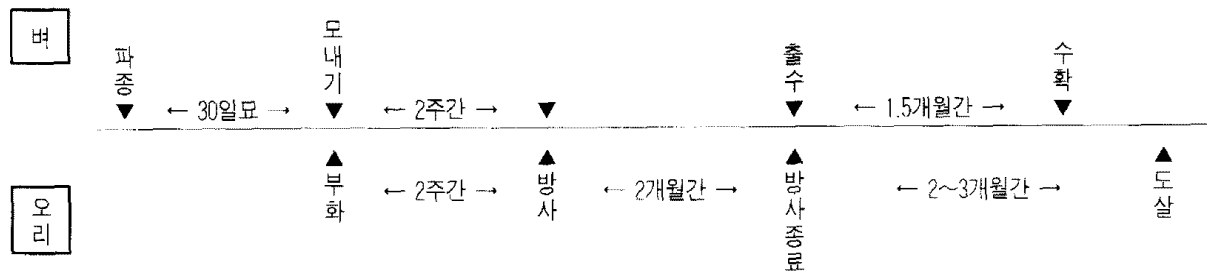 벼
파종
← 30일묘 →
모내기
← 2주간 →
출수
← 1.5개월간 →
수확
오리
부화
← 2주간 →
방사
← 2개월간 →
방사종료
← 2~3개월간 →
도살